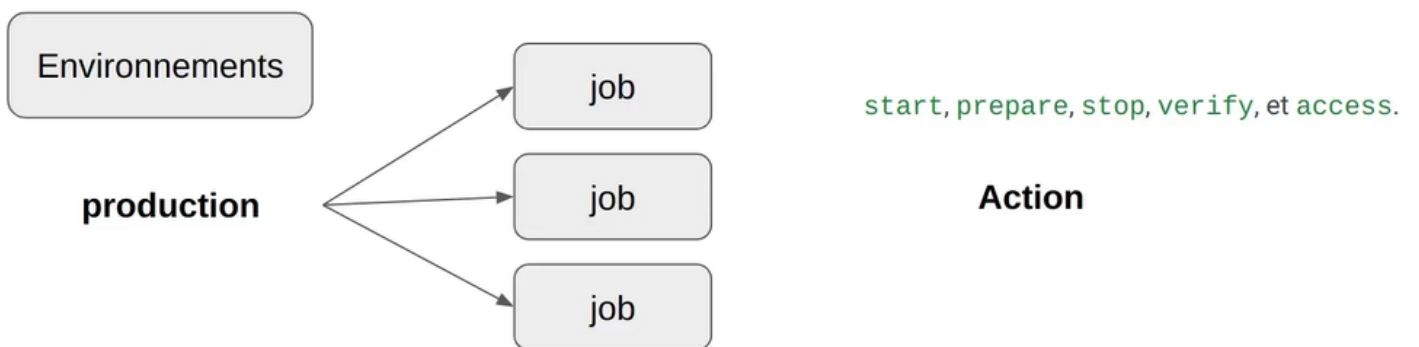 Environnements
production
job
job
job
start, prepare, stop, verify, et access.
Action